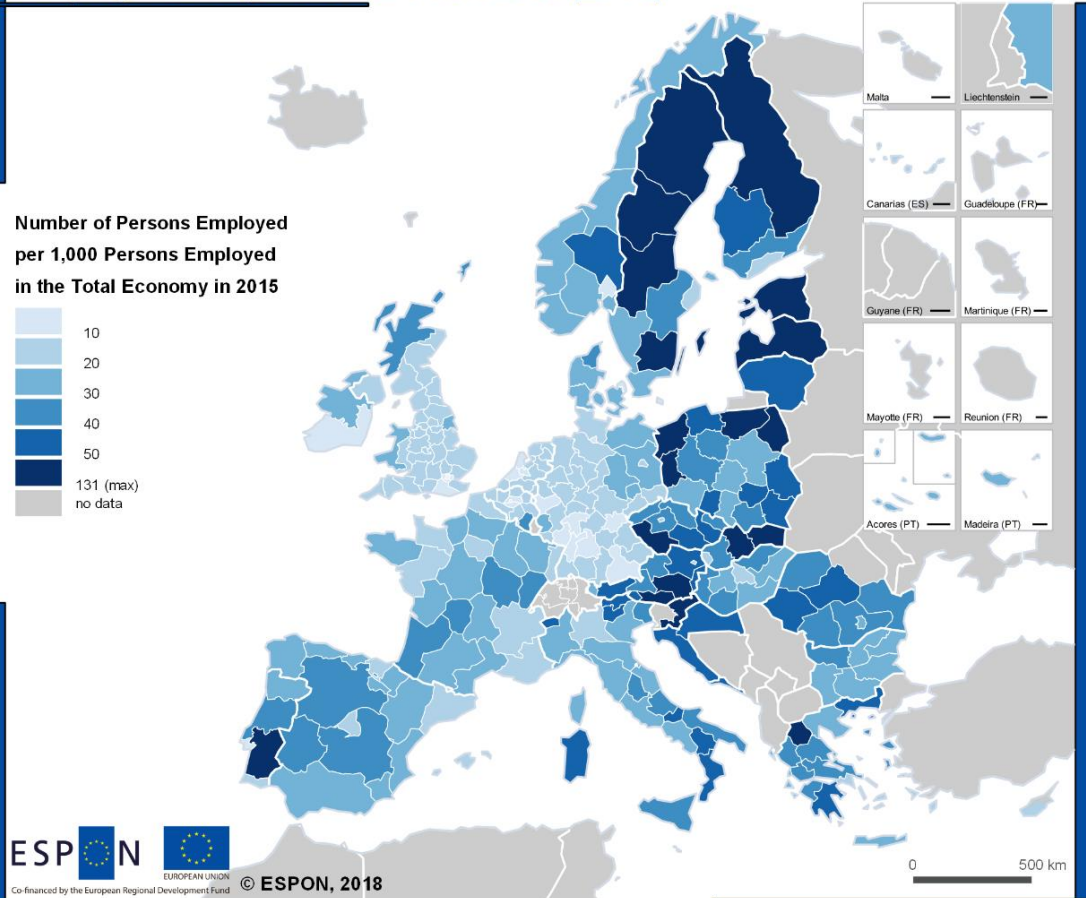 Number of Persons Employed
per 1,000 Persons Employed
in the Total Economy in 2015
10
20
30
40
50
131 (max)
no data
Malta
Liechtenstein
Canarias (ES)
Guadeloupe (FR)
Guyane (FR)
Martinique (FR)
Mayotte (FR)
Reunion (FR)
Acores (PT)
Madeira (PT)
ESPON
EUROPEAN UNION
Co-financed by the European Regional Development Fund
© ESPON, 2018
0 500 km